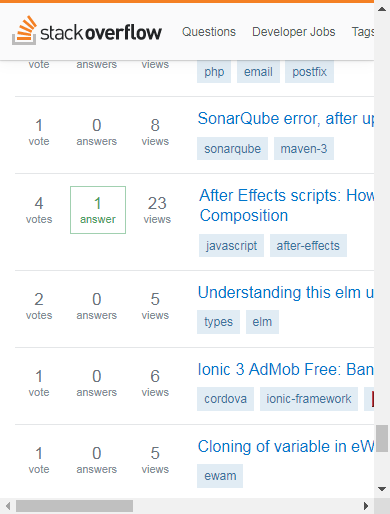 stackoverflow Questions Developer Jobs Tags
vote answers views php email postfix
1 0 8 SonarQube error, after up
vote answers views sonarqube maven-3
4 1 23 After Effects scripts: How
votes answer views Composition
javascript after-effects
2 0 5 Understanding this elm u
votes answers views types elm
1 0 6 Ionic 3 AdMob Free: Ban
vote answers views cordova ionic-framework
1 0 5 Cloning of variable in eW
vote answers views ewam